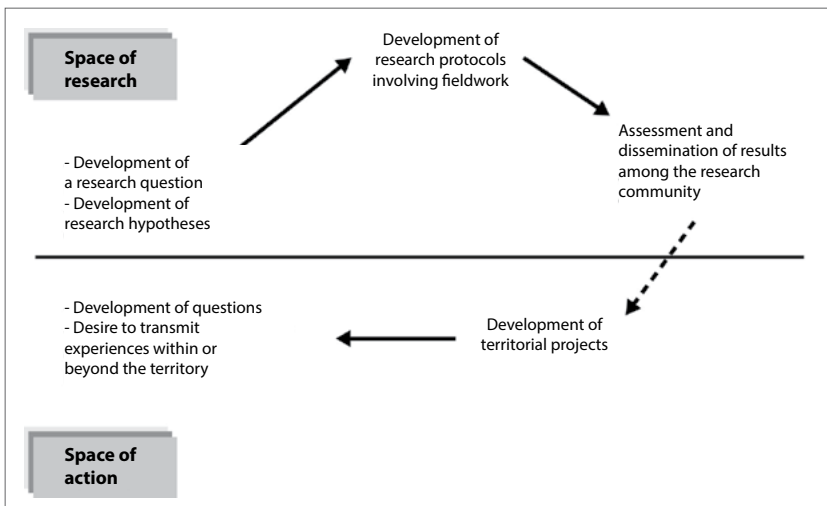 Space of
research
Development of
research protocols
involving fieldwork
Assessment and
dissemination of results
among the research
community
- Development of
a research question
- Development of
research hypotheses
- Development of questions
- Desire to transmit
experiences within or
beyond the territory
Development of
territorial projects
Space of
action